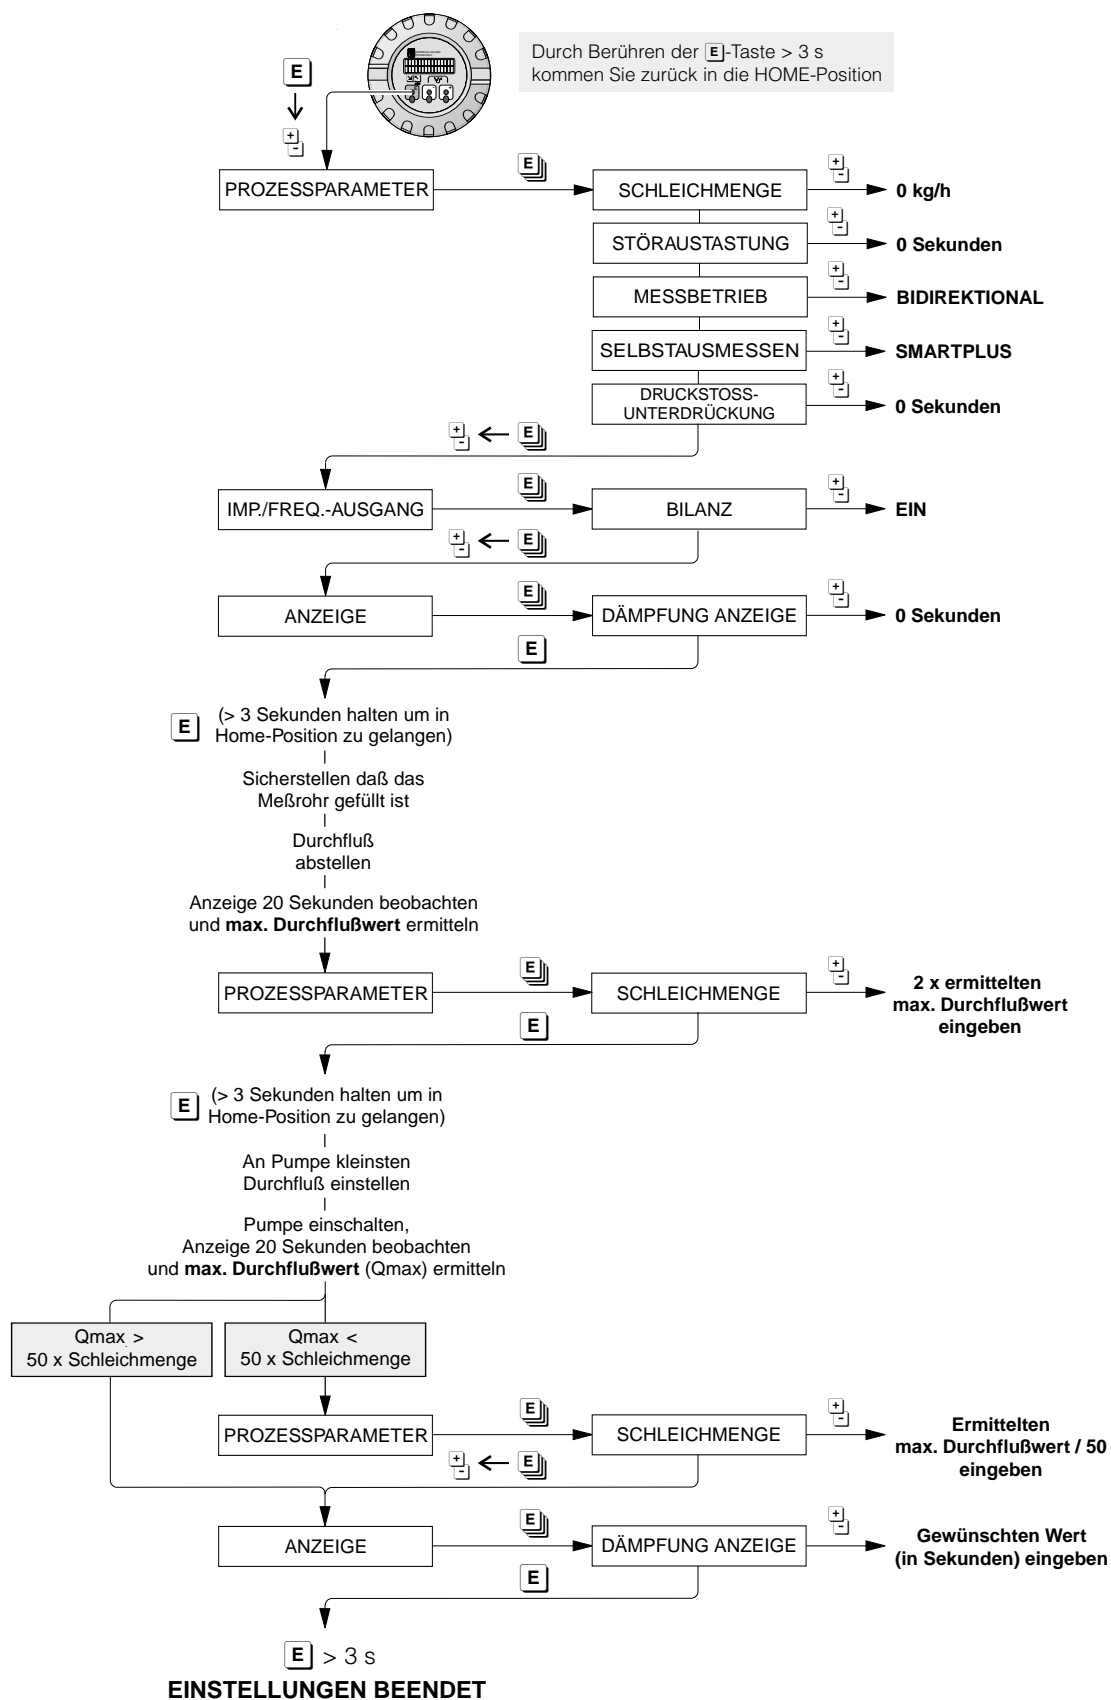 Durch Berühren der E-Taste > 3 s
kommen Sie zurück in die HOME-Position
E
+
-
PROZESSPARAMETER
E
SCHLEICHMENGE
+
-
0 kg/h
STÖRAUSTASTUNG
+
-
0 Sekunden
MESSBETRIEB
+
-
BIDIREKTIONAL
SELBSTAUSMESSEN
+
-
SMARTPLUS
DRUCKSTOSS-
UNTERDRÜCKUNG
+
-
0 Sekunden
+
-
E
IMP./FREQ.-AUSGANG
E
BILANZ
+
-
EIN
+
-
E
ANZEIGE
E
DÄMPFUNG ANZEIGE
+
-
0 Sekunden
E
E
(> 3 Sekunden halten um in
Home-Position zu gelangen)
Sicherstellen daß das
Meßrohr gefüllt ist
Durchfluß
abstellen
Anzeige 20 Sekunden beobachten
und max. Durchflußwert ermitteln
PROZESSPARAMETER
E
SCHLEICHMENGE
+
-
2 x ermittelten
max. Durchflußwert
eingeben
E
E
(> 3 Sekunden halten um in
Home-Position zu gelangen)
An Pumpe kleinsten
Durchfluß einstellen
Pumpe einschalten,
Anzeige 20 Sekunden beobachten
und max. Durchflußwert (Qmax) ermitteln
Qmax >
50 x Schleichmenge
Qmax <
50 x Schleichmenge
PROZESSPARAMETER
E
SCHLEICHMENGE
+
-
Ermittelten
max. Durchflußwert / 50
eingeben
+
-
E
ANZEIGE
E
DÄMPFUNG ANZEIGE
+
-
Gewünschten Wert
(in Sekunden) eingeben
E
E > 3 s
EINSTELLUNGEN BEENDET